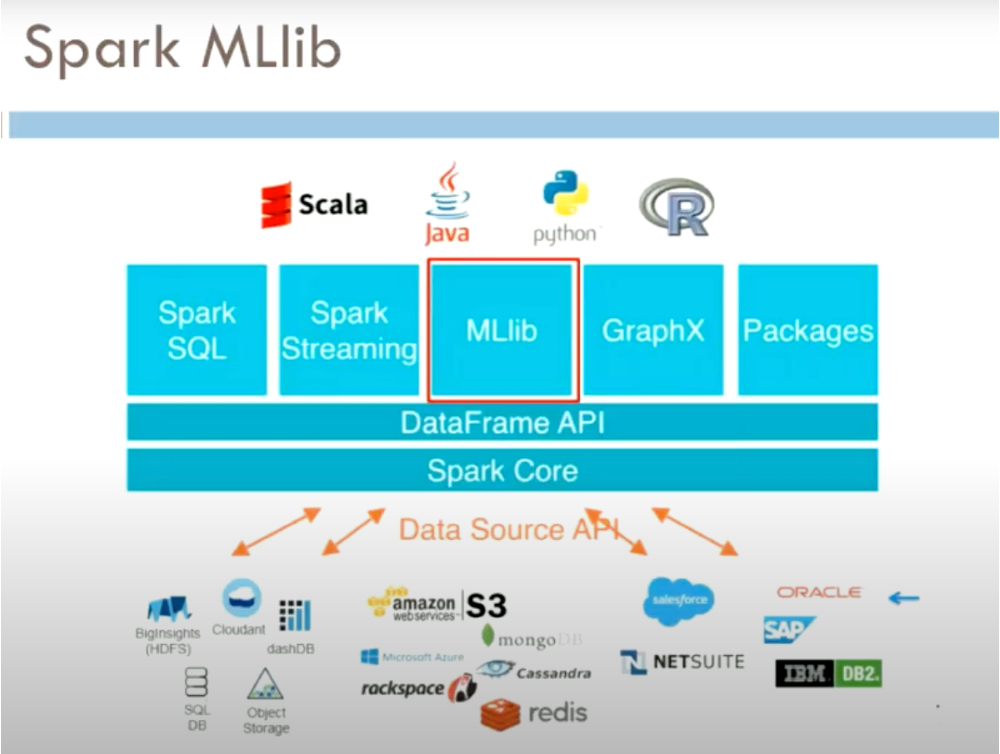 Spark MLlib
Scala
Java
python
R
Spark
SQL
Spark
Streaming
MLlib
GraphX
Packages
DataFrame API
Spark Core
Data Source API
BigInsights
(HDFS)
Cloudant
dashDB
SQL
DB
Object
Storage
amazon
webservices
S3
mongoDB
Microsoft Azure
Cassandra
rackspace
redis
salesforce
NETSUITE
ORACLE
SAP
IBM DB2.